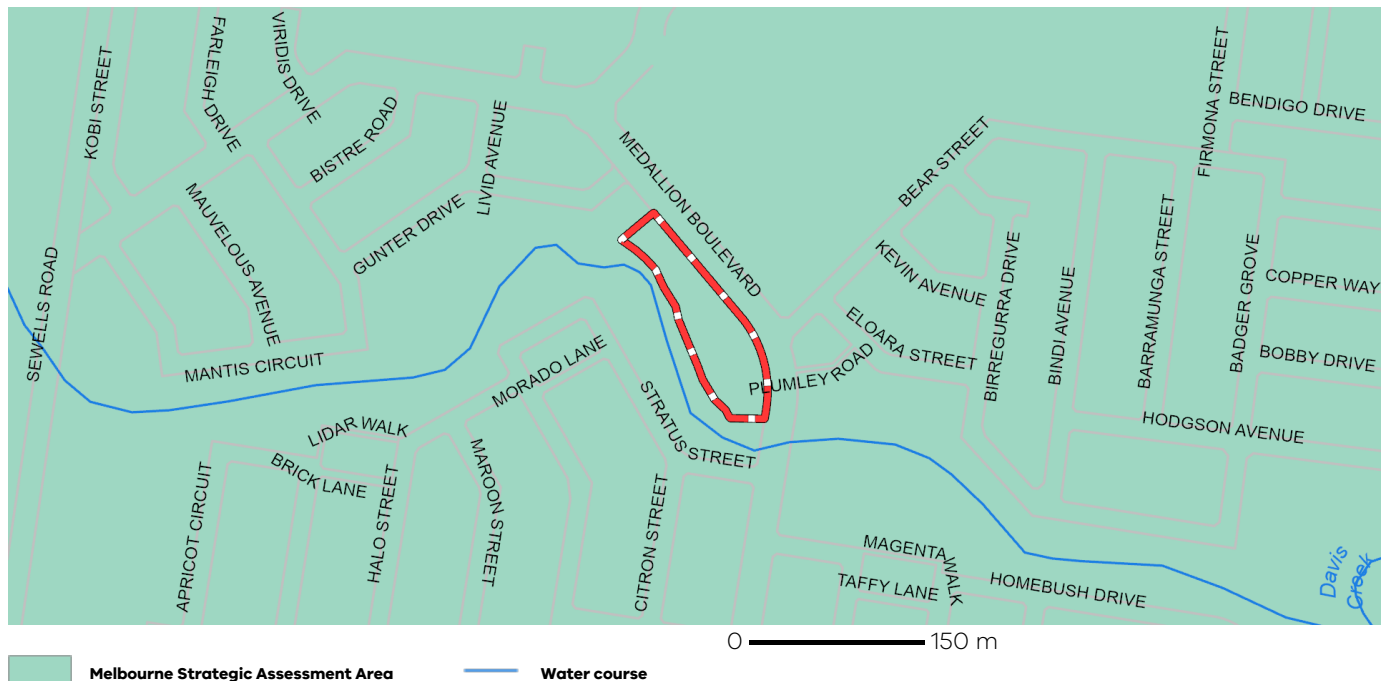 VIRIDIS DRIVE
FARLEIGH DRIVE
KOBI STREET
FIRMONA STREET
BENDIGO DRIVE
BISTRE ROAD
LIVID AVENUE
MEDALLION BOULEVARD
BEAR STREET
MAUVELOUS AVENUE
GUNTER DRIVE
KEVIN AVENUE
BIRREGURRA DRIVE
BINDI AVENUE
BARRAMUNGA STREET
BADGER GROVE
COPPER WAY
SEWELLS ROAD
ELOARA STREET
MANTIS CIRCUIT
MORADO LANE
PLUMLEY ROAD
BOBBY DRIVE
STRATUS STREET
HODGSON AVENUE
LIDAR WALK
BRICK LANE
APRICOT CIRCUIT
HALO STREET
MAROON STREET
CITRON STREET
MAGENTA WALK
TAFFY LANE
HOMEBUSH DRIVE
Davis
Creek
0 150 m
Melbourne Strategic Assessment Area
Water course